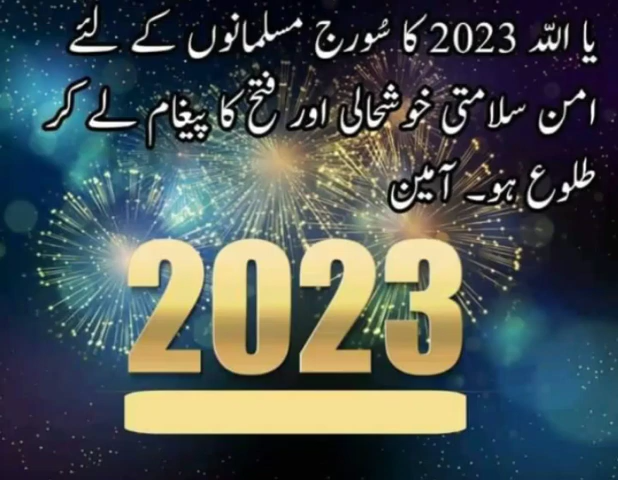 یا اللہ 2023 کا سُورج مسلمانوں کے لئے
امن سلامتی خوشحالی اور فتح کا پیغام لے کر
طلوع ہو۔ آمین
2023